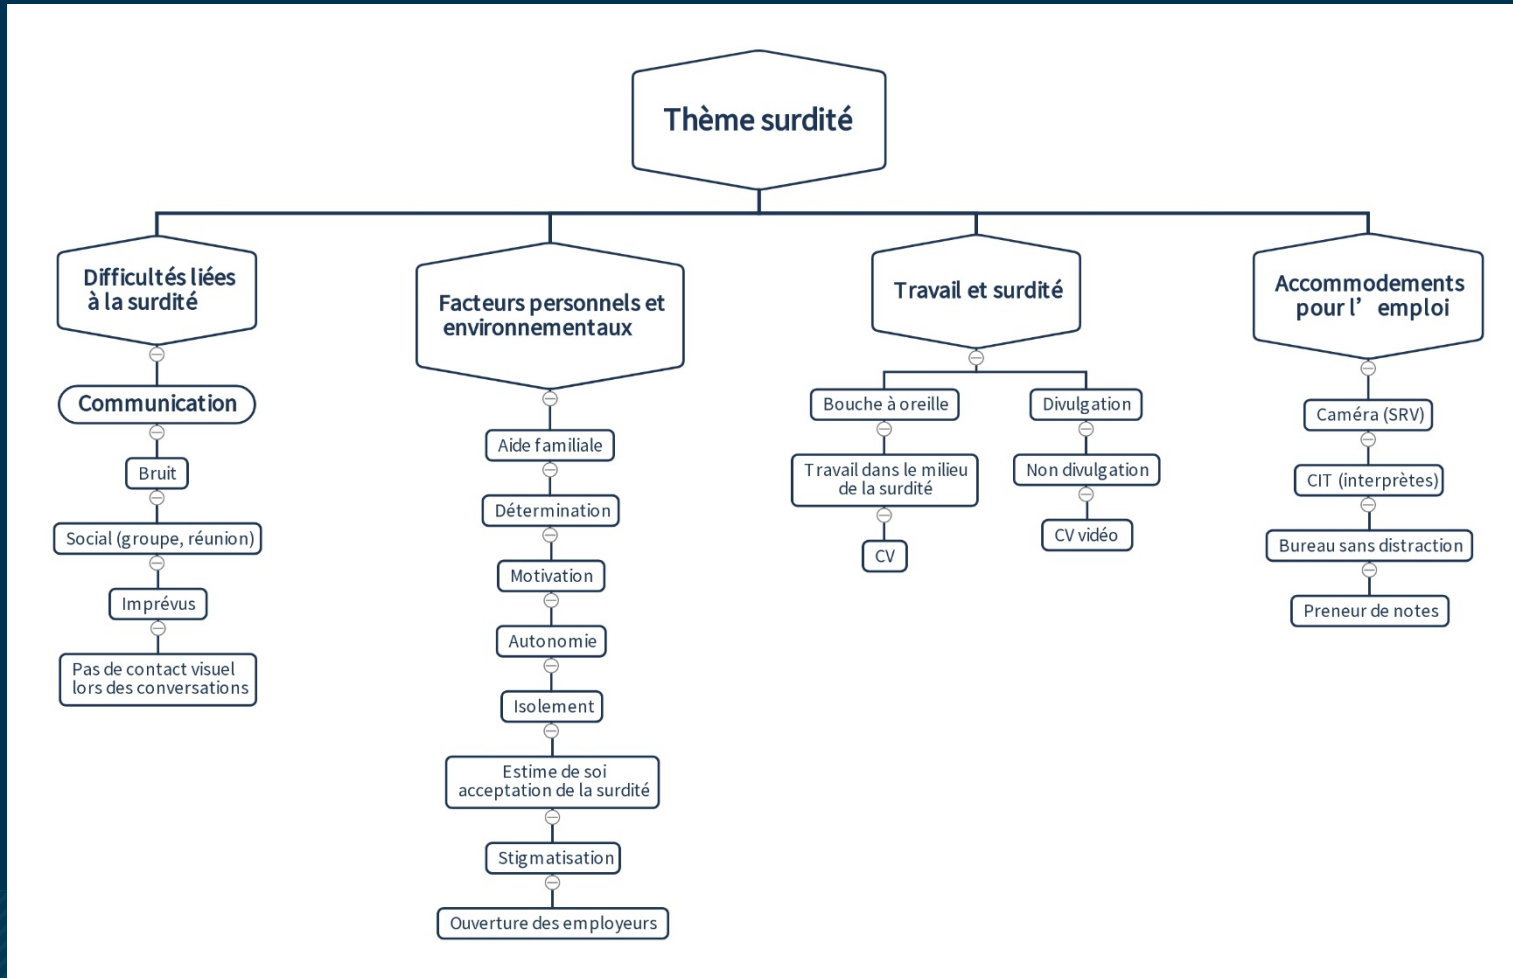 Thème surdité
Difficultés liées
à la surdité
Communication
Bruit
Social (groupe, réunion)
Imprévus
Pas de contact visuel
lors des conversations
Facteurs personnels et
environnementaux
Aide familiale
Détermination
Motivation
Autonomie
Isolement
Estime de soi
acceptation de la surdité
Stigmatisation
Ouverture des employeurs
Travail et surdité
Bouche à oreille
Travail dans le milieu
de la surdité
CV
Divulgation
Non divulgation
CV vidéo
Accommodements
pour l’ emploi
Caméra (SRV)
CIT (interprètes)
Bureau sans distraction
Preneur de notes